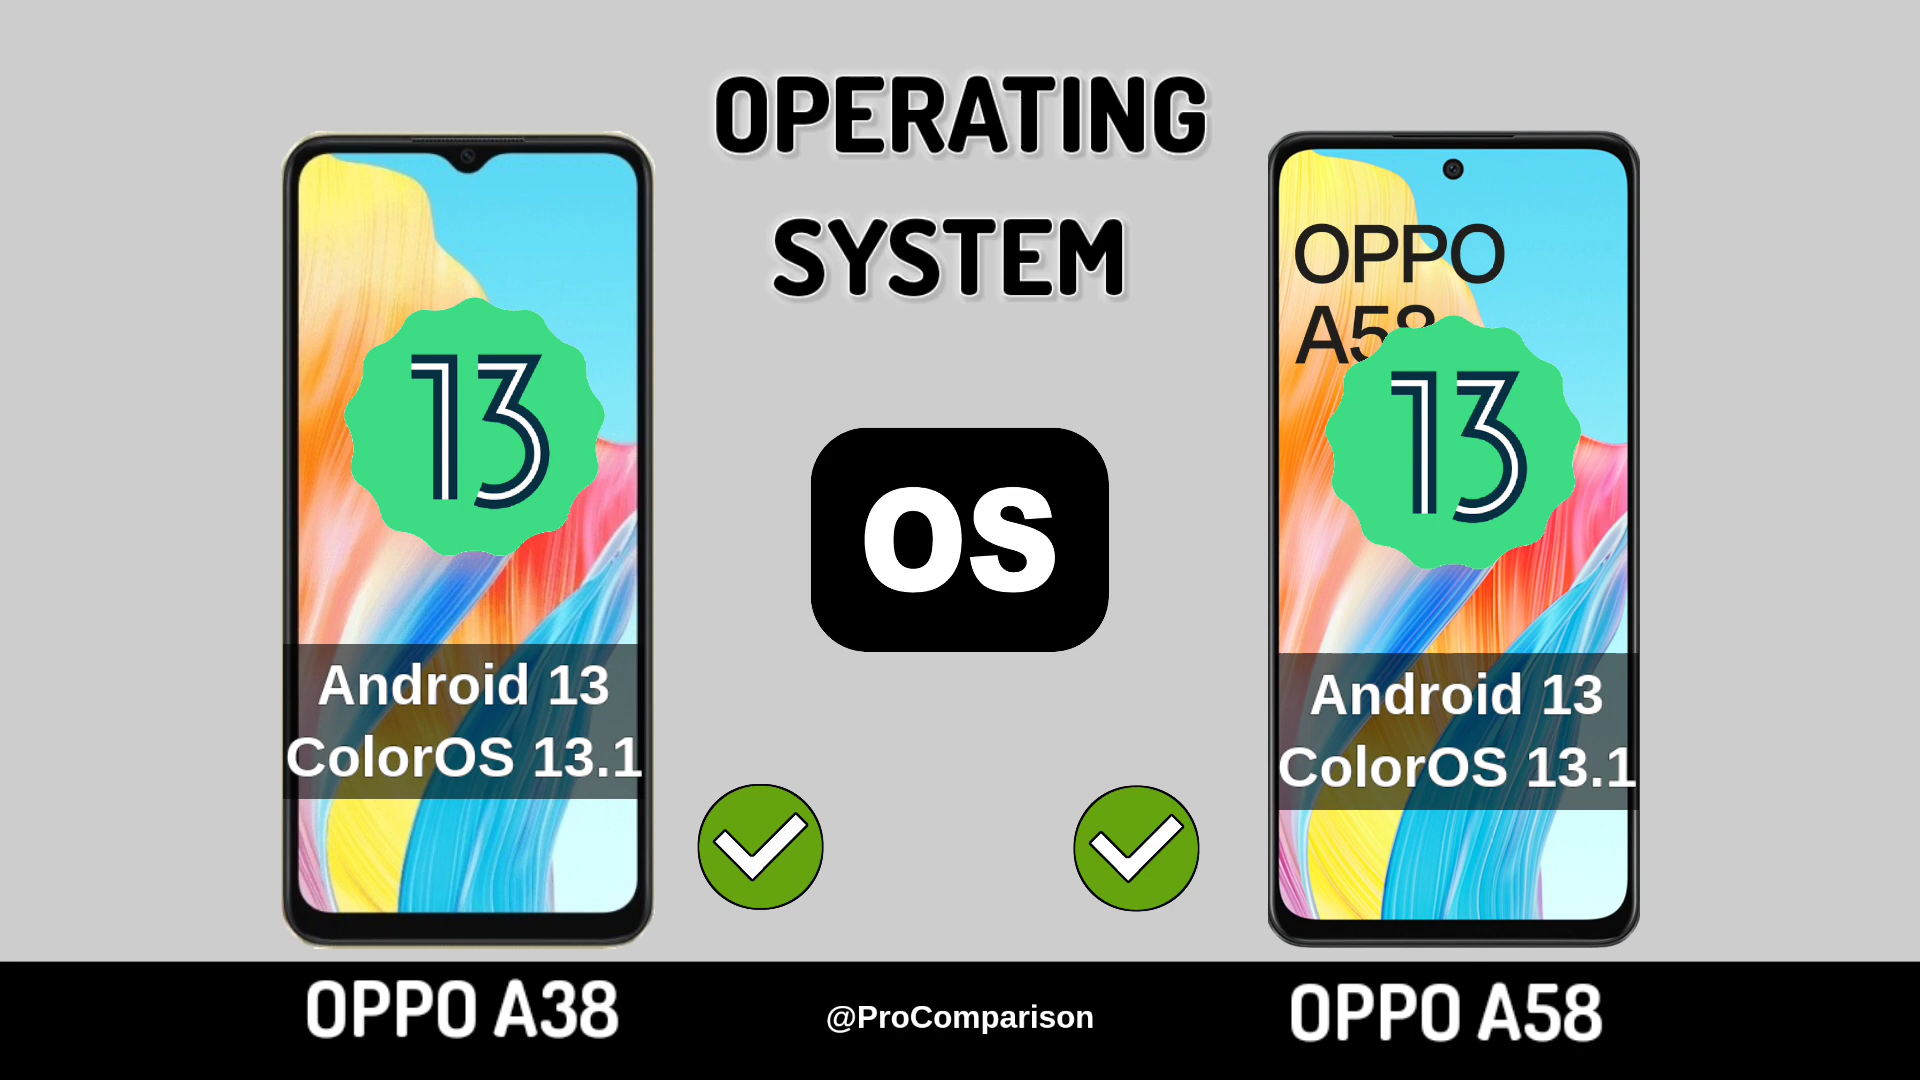 OPERATING
SYSTEM
OPPO
A58
13
13
OS
Android 13
ColorOS 13.1
Android 13
ColorOS 13.1
OPPO A38
@ProComparison
OPPO A58